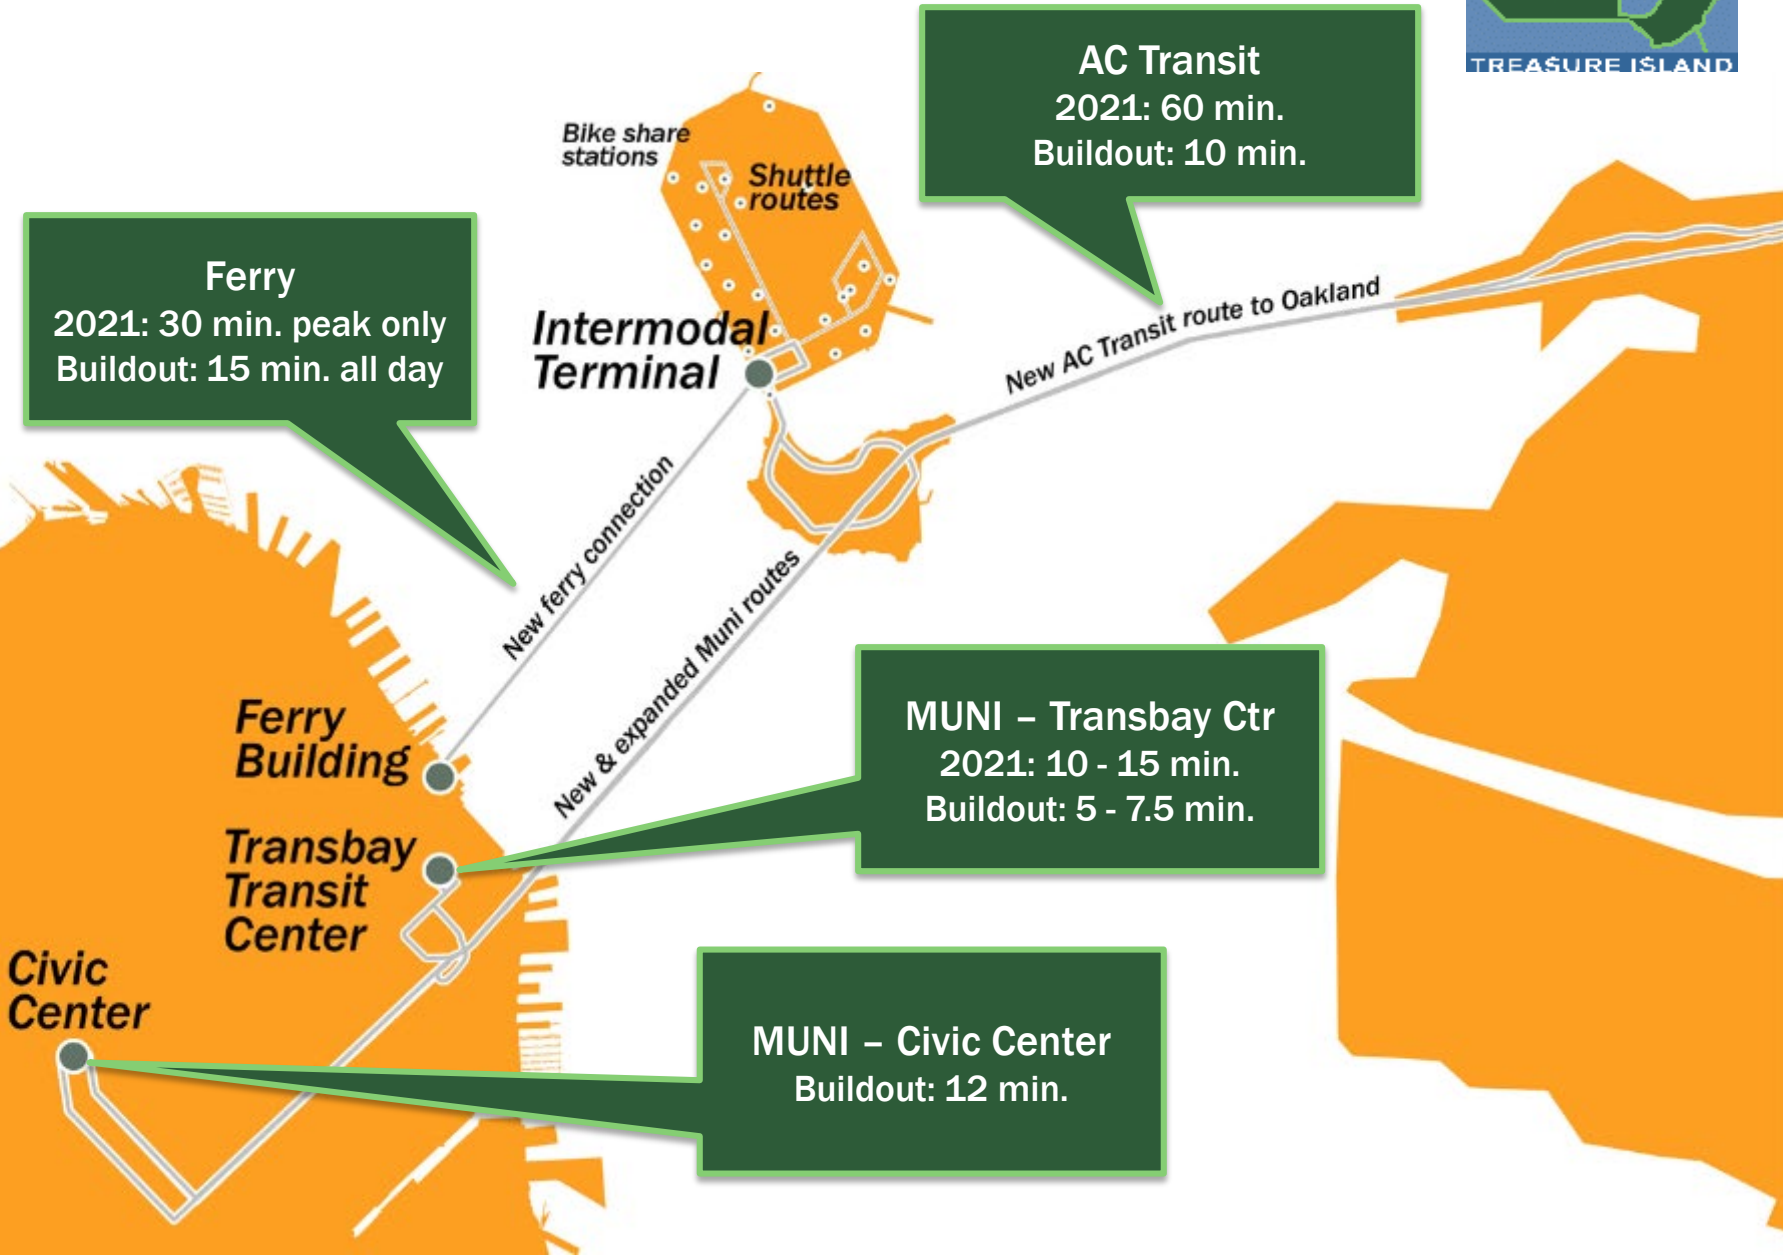 AC Transit
2021: 60 min.
Buildout: 10 min.
TREASURE ISLAND
Bike share
stations
Shuttle
routes
Ferry
2021: 30 min. peak only
Buildout: 15 min. all day
Intermodal
Terminal
New AC Transit route to Oakland
New ferry connection
New & expanded Muni routes
Ferry
Building
MUNI – Transbay Ctr
2021: 10 - 15 min.
Buildout: 5 - 7.5 min.
Transbay
Transit
Center
Civic
Center
MUNI – Civic Center
Buildout: 12 min.